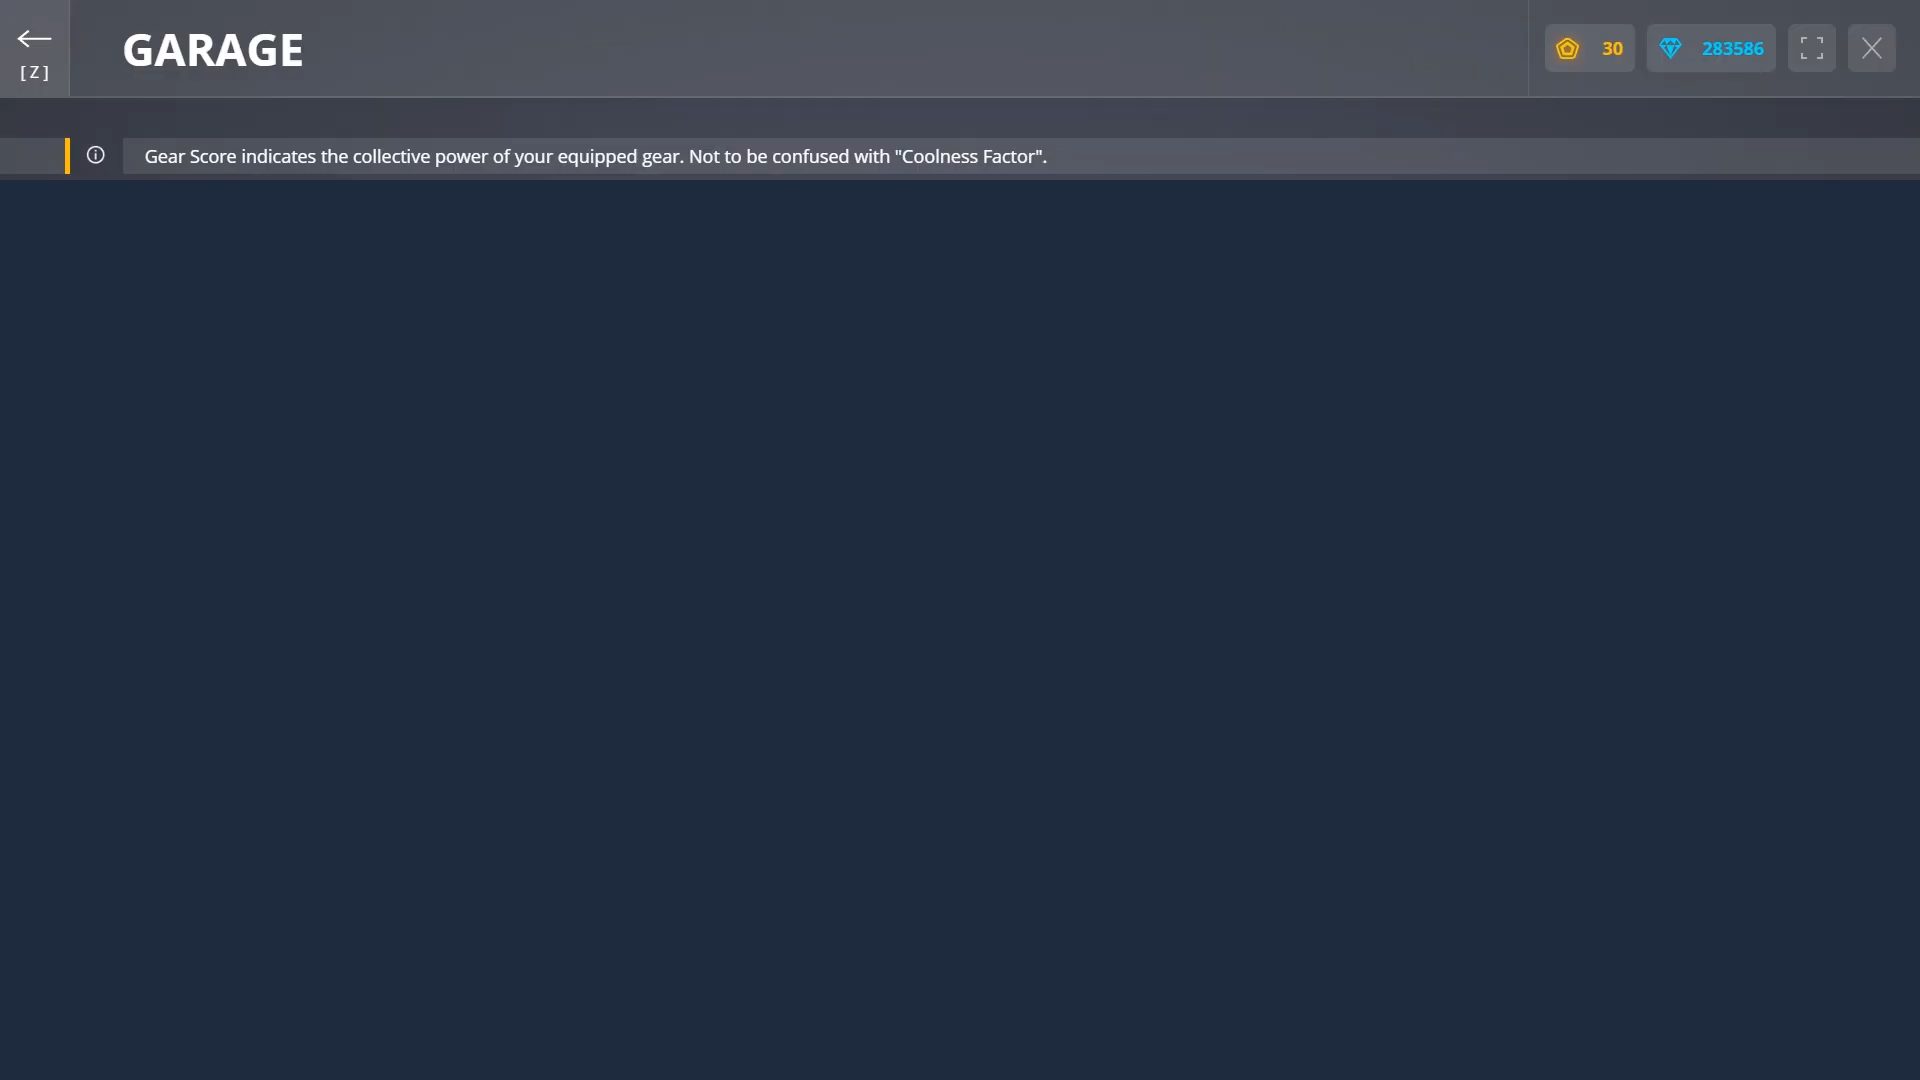 GARAGE
30
283586
[Z]
Gear Score indicates the collective power of your equipped gear. Not to be confused with "Coolness Factor".